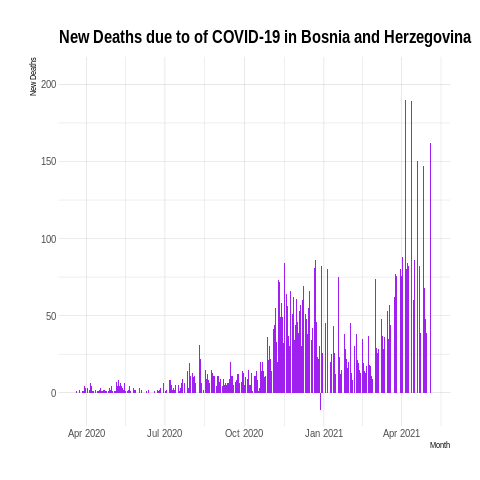 New Deaths due to of COVID-19 in Bosnia and Herzegovina
New Deaths
200
150
100
50
0
Apr 2020 Jul 2020 Oct 2020 Jan 2021 Apr 2021
Month